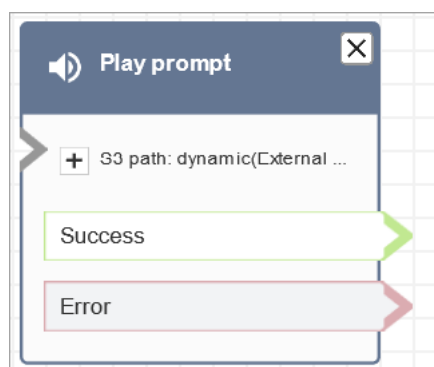 Play prompt
S3 path: dynamic(External ...
Success
Error